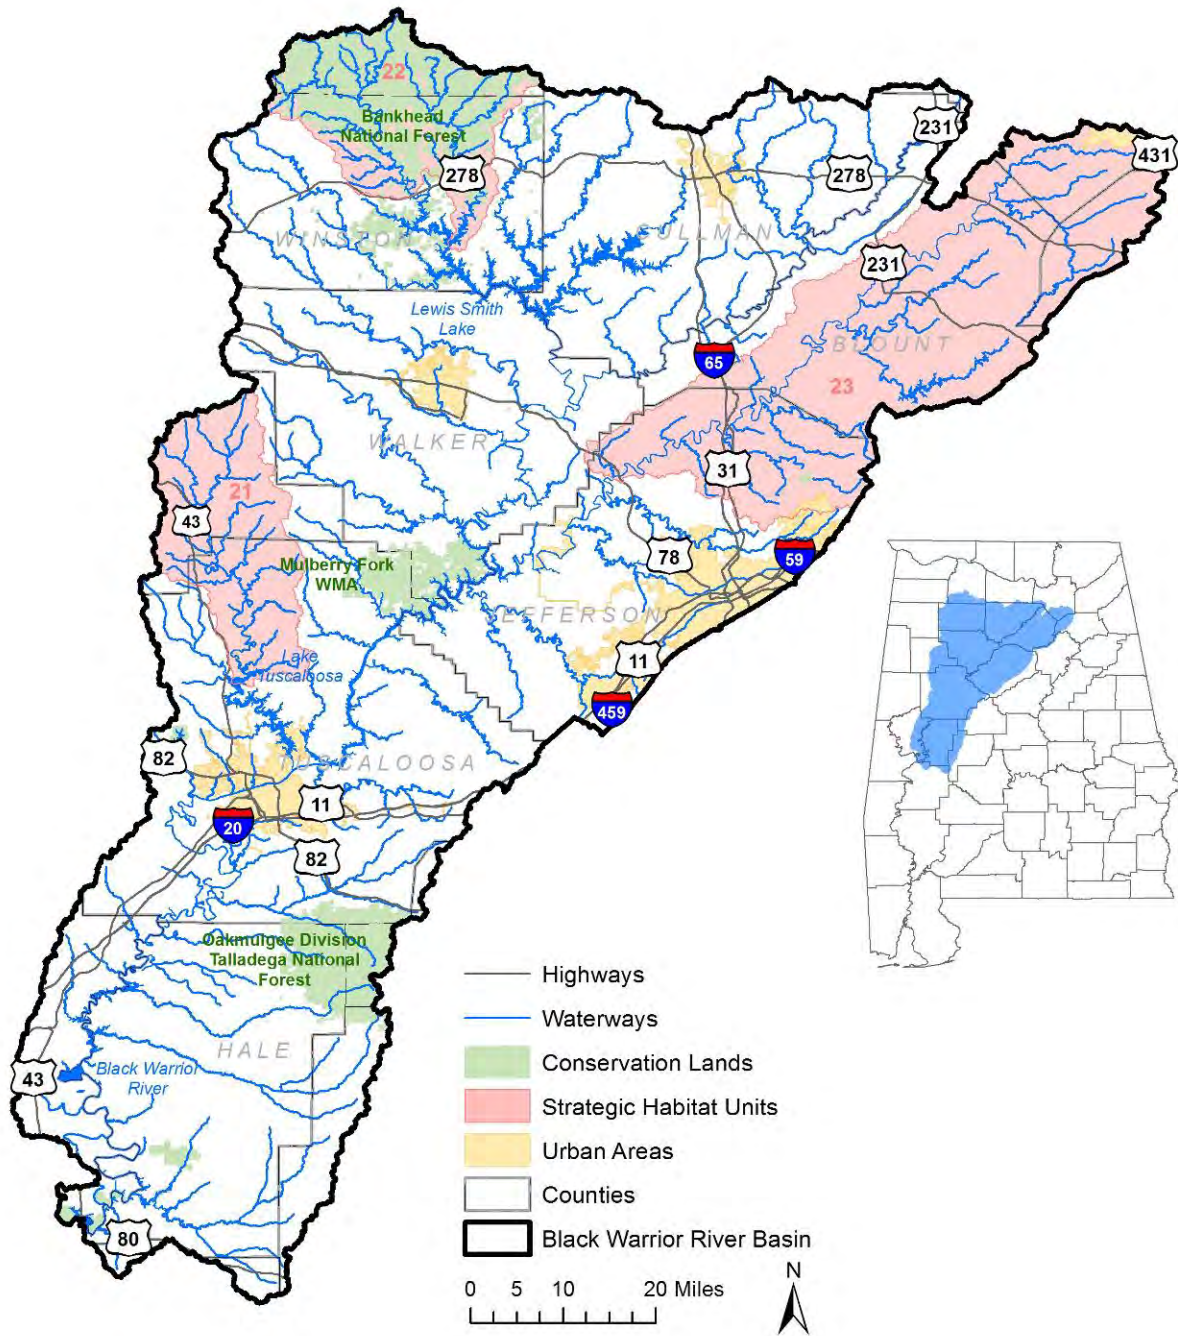 22
Bankhead
National Forest
231
431
278
278
WINSTON
CULLMAN
231
Lewis Smith
Lake
65
BLOUNT
23
WALKER
31
21
43
78
59
Mulberry Fork
WMA
JEFFERSON
11
Lake
Tuscaloosa
459
82
TUSCALOOSA
11
20
82
Oakmulgee Division
Talladega National
Forest
HALE
43
Black Warrior
River
80
Highways
Waterways
Conservation Lands
Strategic Habitat Units
Urban Areas
Counties
Black Warrior River Basin
0 5 10 20 Miles
N